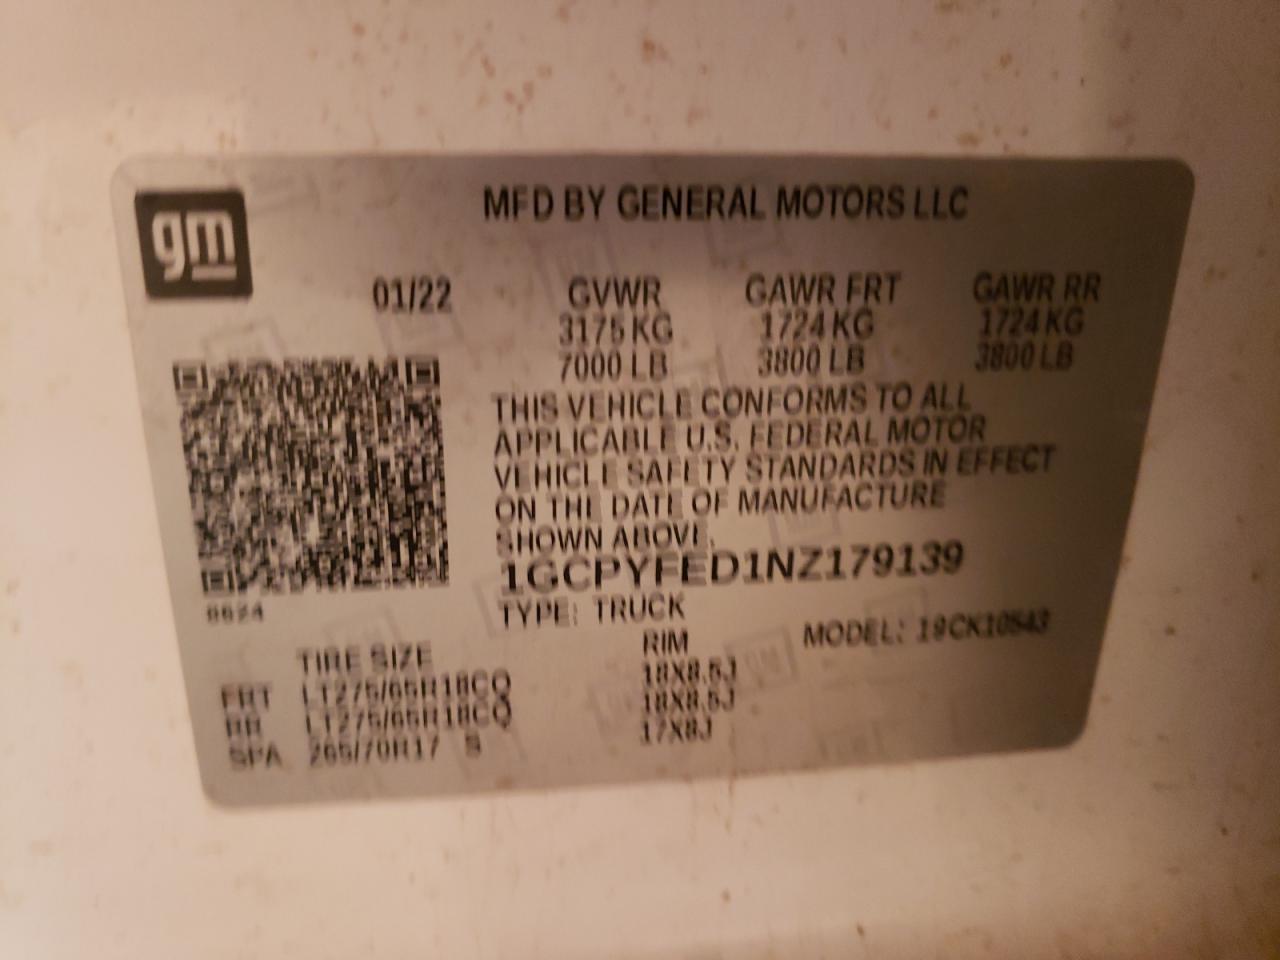 gm
MFD BY GENERAL MOTORS LLC
01/22 GVWR GAWR FRT GAWR RR
3175 KG 1724 KG 1724 KG
7000 LB 3800 LB 3800 LB
THIS VEHICLE CONFORMS TO ALL
APPLICABLE U.S. FEDERAL MOTOR
VEHICLE SAFETY STANDARDS IN EFFECT
ON THE DATE OF MANUFACTURE
SHOWN ABOVE.
1GCPYFED1NZ179139
TYPE: TRUCK
MODEL: 19CK10543
TIRE SIZE RIM
FRT LT275/65R18CQ 18X8.5J
RR LT275/65R18CQ 18X8.5J
SPA 265/70R17 S 17X8J